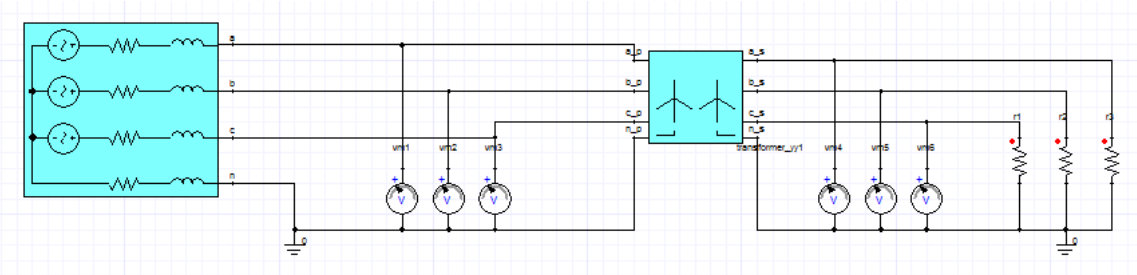 a
b
c
n
0
vm1
vm2
vm3
V
V
V
a_p
b_p
c_p
n_p
a_s
b_s
c_s
n_s
transformer_yy1
vm4
vm5
vm6
V
V
V
r1
r2
r3
0